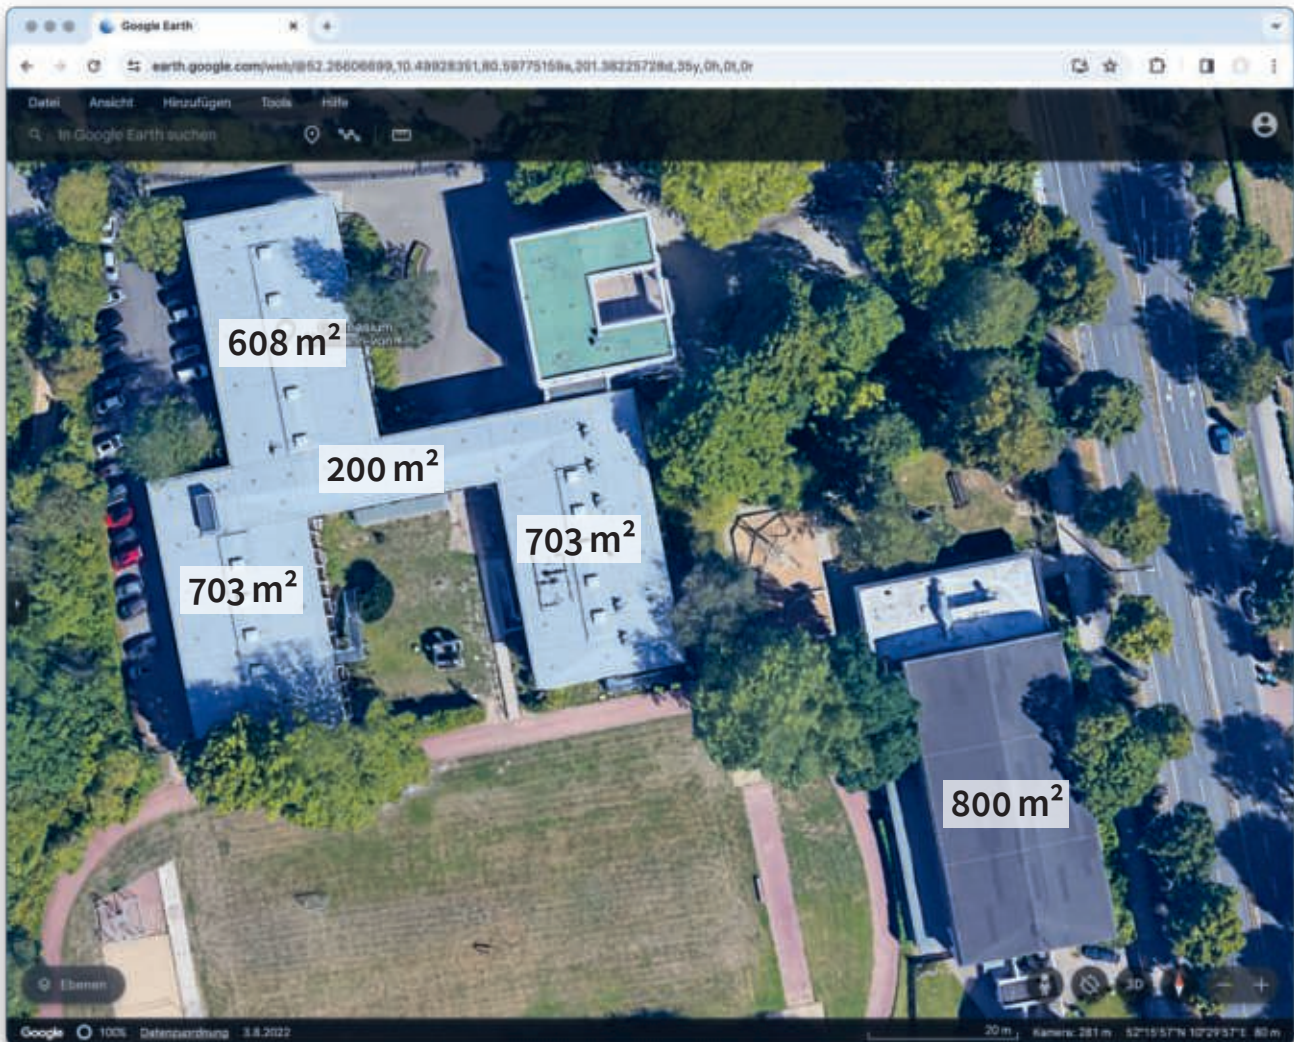 Google Earth
earth.google.com/web/@52.26606699,10.49928351,80.59775159a,201.38225728d,35y,0h,0t,0r
Datei Ansicht Hinzufügen Tools Hilfe
In Google Earth suchen
608 m²
200 m²
703 m²
703 m²
800 m²
Ebenen
3D
Google 100% Datenzuordnung 3.8.2022 20 m Kamera: 281 m 52°15'57"N 10°29'57"E 80 m